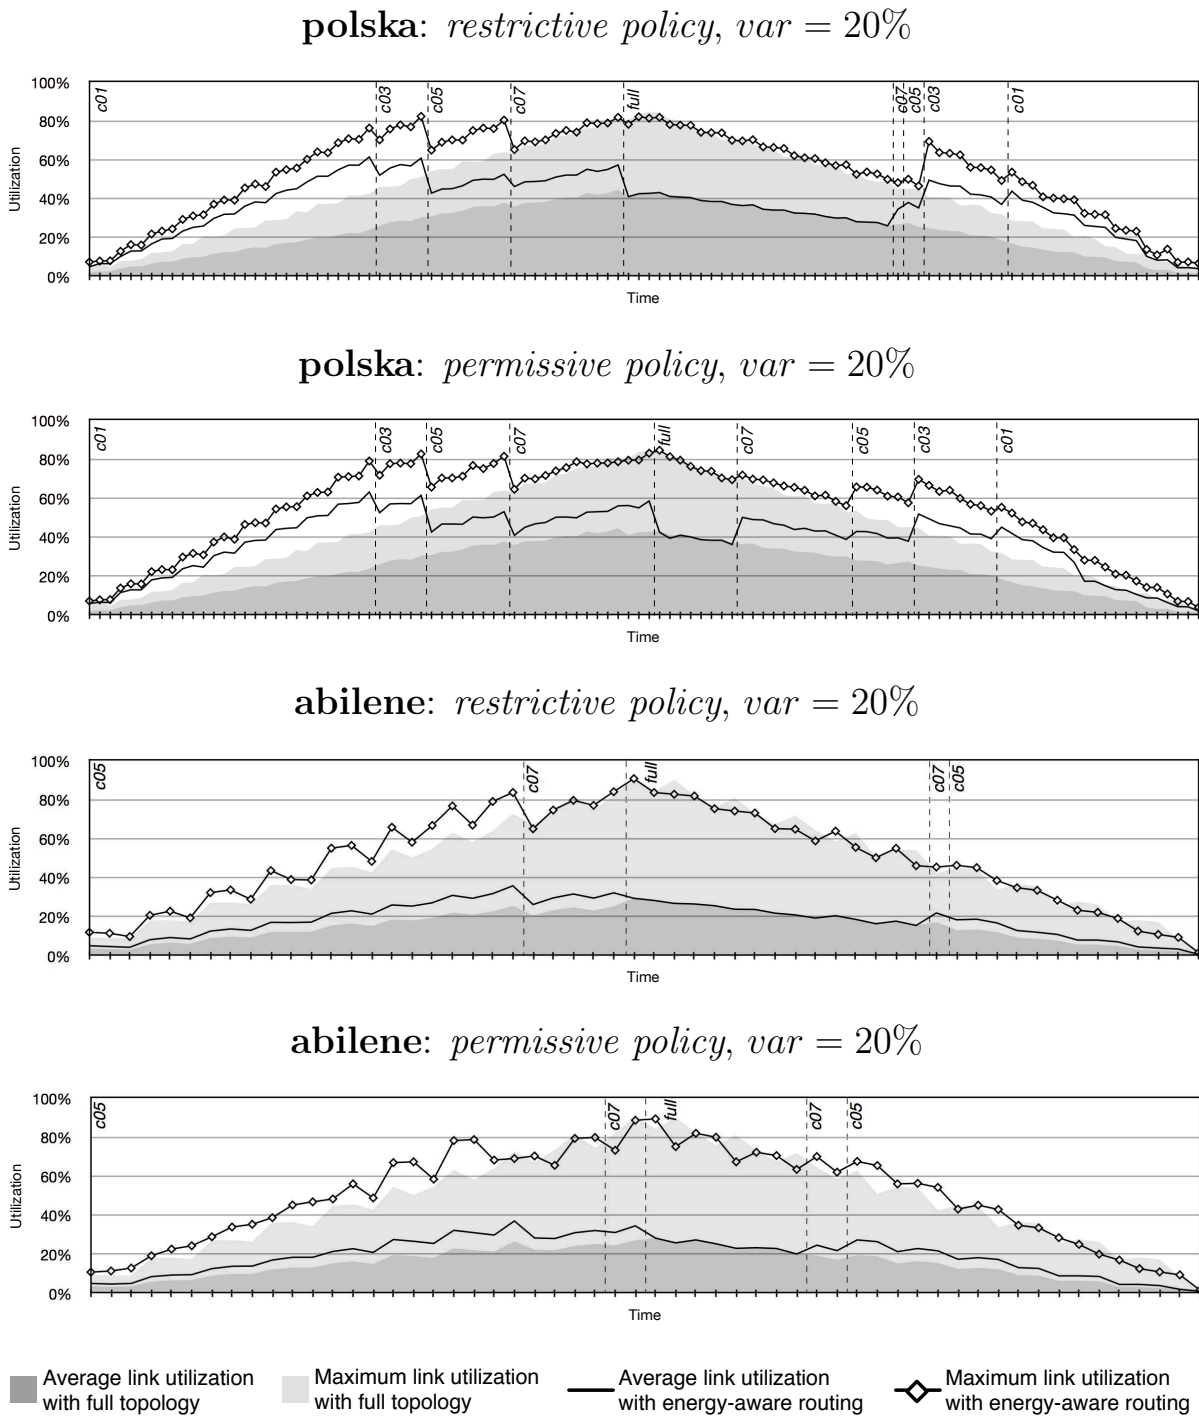 polska: restrictive policy, var = 20%
100%
80%
60%
40%
20%
0%
Utilization
c01
c03
c05
c07
full
c07
c05
c03
c01
Time
polska: permissive policy, var = 20%
100%
80%
60%
40%
20%
0%
Utilization
c01
c03
c05
c07
full
c07
c05
c03
c01
Time
abilene: restrictive policy, var = 20%
100%
80%
60%
40%
20%
0%
Utilization
c05
c07
full
c07
c05
Time
abilene: permissive policy, var = 20%
100%
80%
60%
40%
20%
0%
Utilization
c05
c07
full
c07
c05
Time
Average link utilization
with full topology
Maximum link utilization
with full topology
Average link utilization
with energy-aware routing
Maximum link utilization
with energy-aware routing